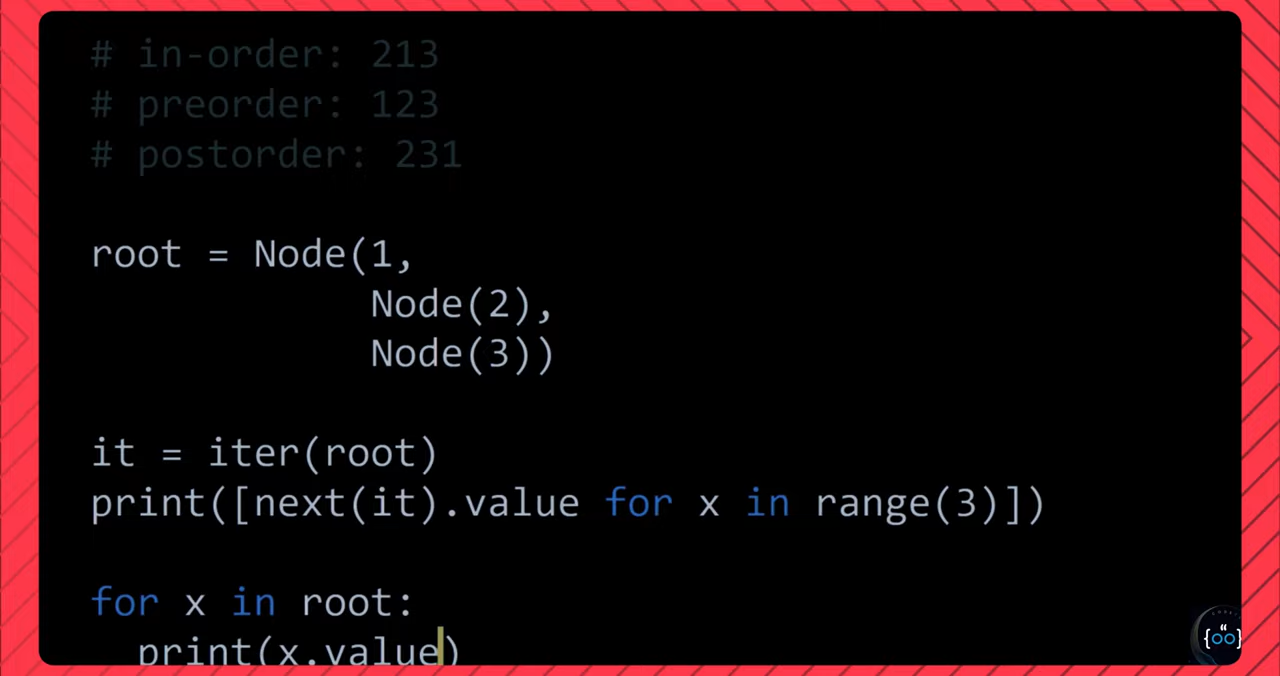 # in-order: 213
# preorder: 123
# postorder: 231
root = Node(1,
Node(2),
Node(3))
it = iter(root)
print([next(it).value for x in range(3)])
for x in root:
print(x.value)